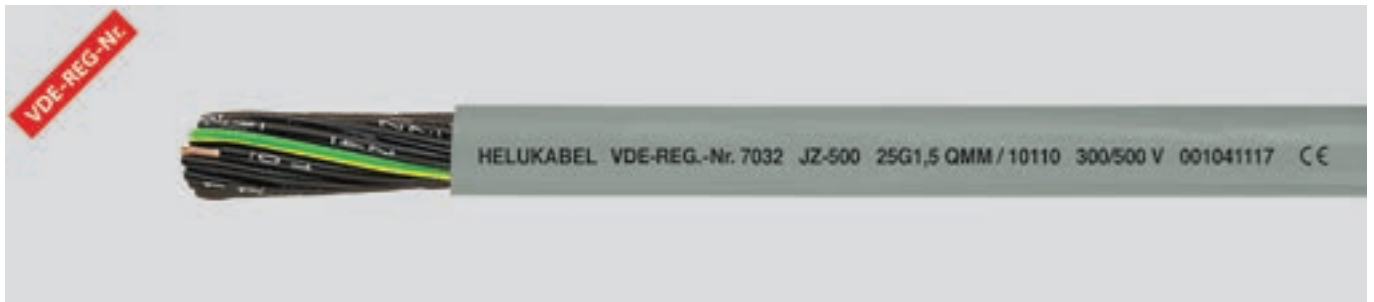 VDE-REG-Nr.
HELUKABEL VDE-REG.-Nr. 7032 JZ-500 25G1,5 QMM / 10110 300/500 V 001041117 CE